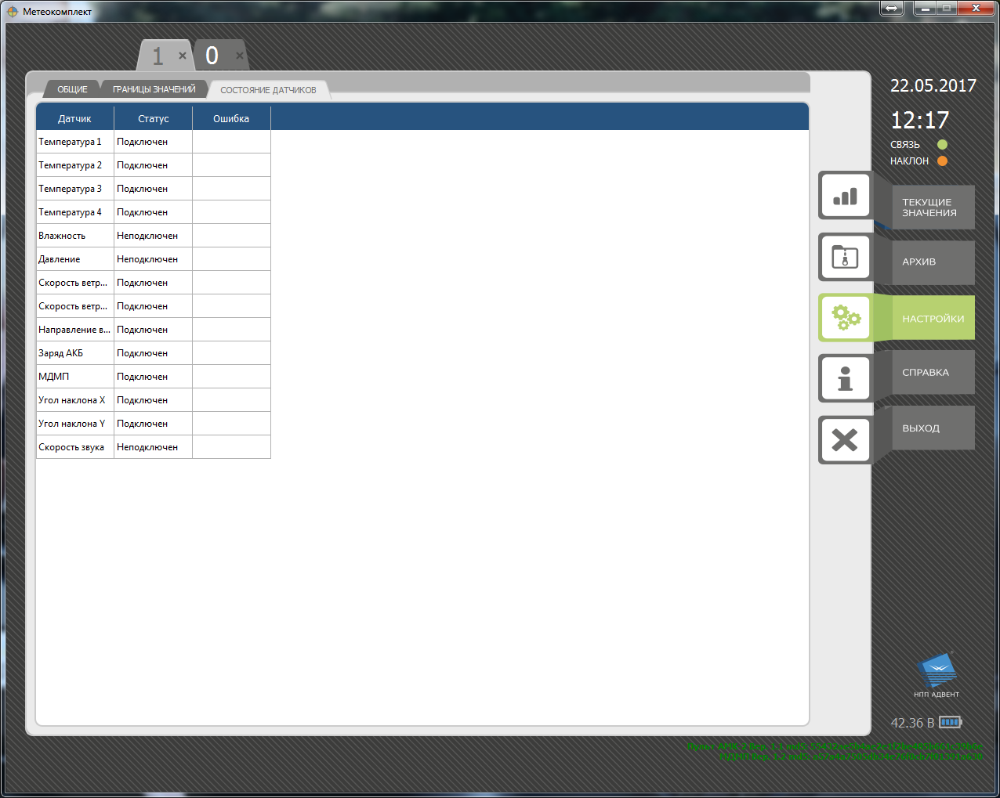 Метеокомплект
1 × 0 ×
ОБЩИЕ ГРАНИЦЫ ЗНАЧЕНИЙ СОСТОЯНИЕ ДАТЧИКОВ
Датчик Статус Ошибка
Температура 1 Подключен
Температура 2 Подключен
Температура 3 Подключен
Температура 4 Подключен
Влажность Неподключен
Давление Неподключен
Скорость ветр... Подключен
Скорость ветр... Подключен
Направление в... Подключен
Заряд АКБ Подключен
МДМП Подключен
Угол наклона X Подключен
Угол наклона Y Подключен
Скорость звука Неподключен
22.05.2017
12:17
СВЯЗЬ
НАКЛОН
ТЕКУЩИЕ
ЗНАЧЕНИЯ
АРХИВ
НАСТРОЙКИ
СПРАВКА
ВЫХОД
НПП АДВЕНТ
42.36 В